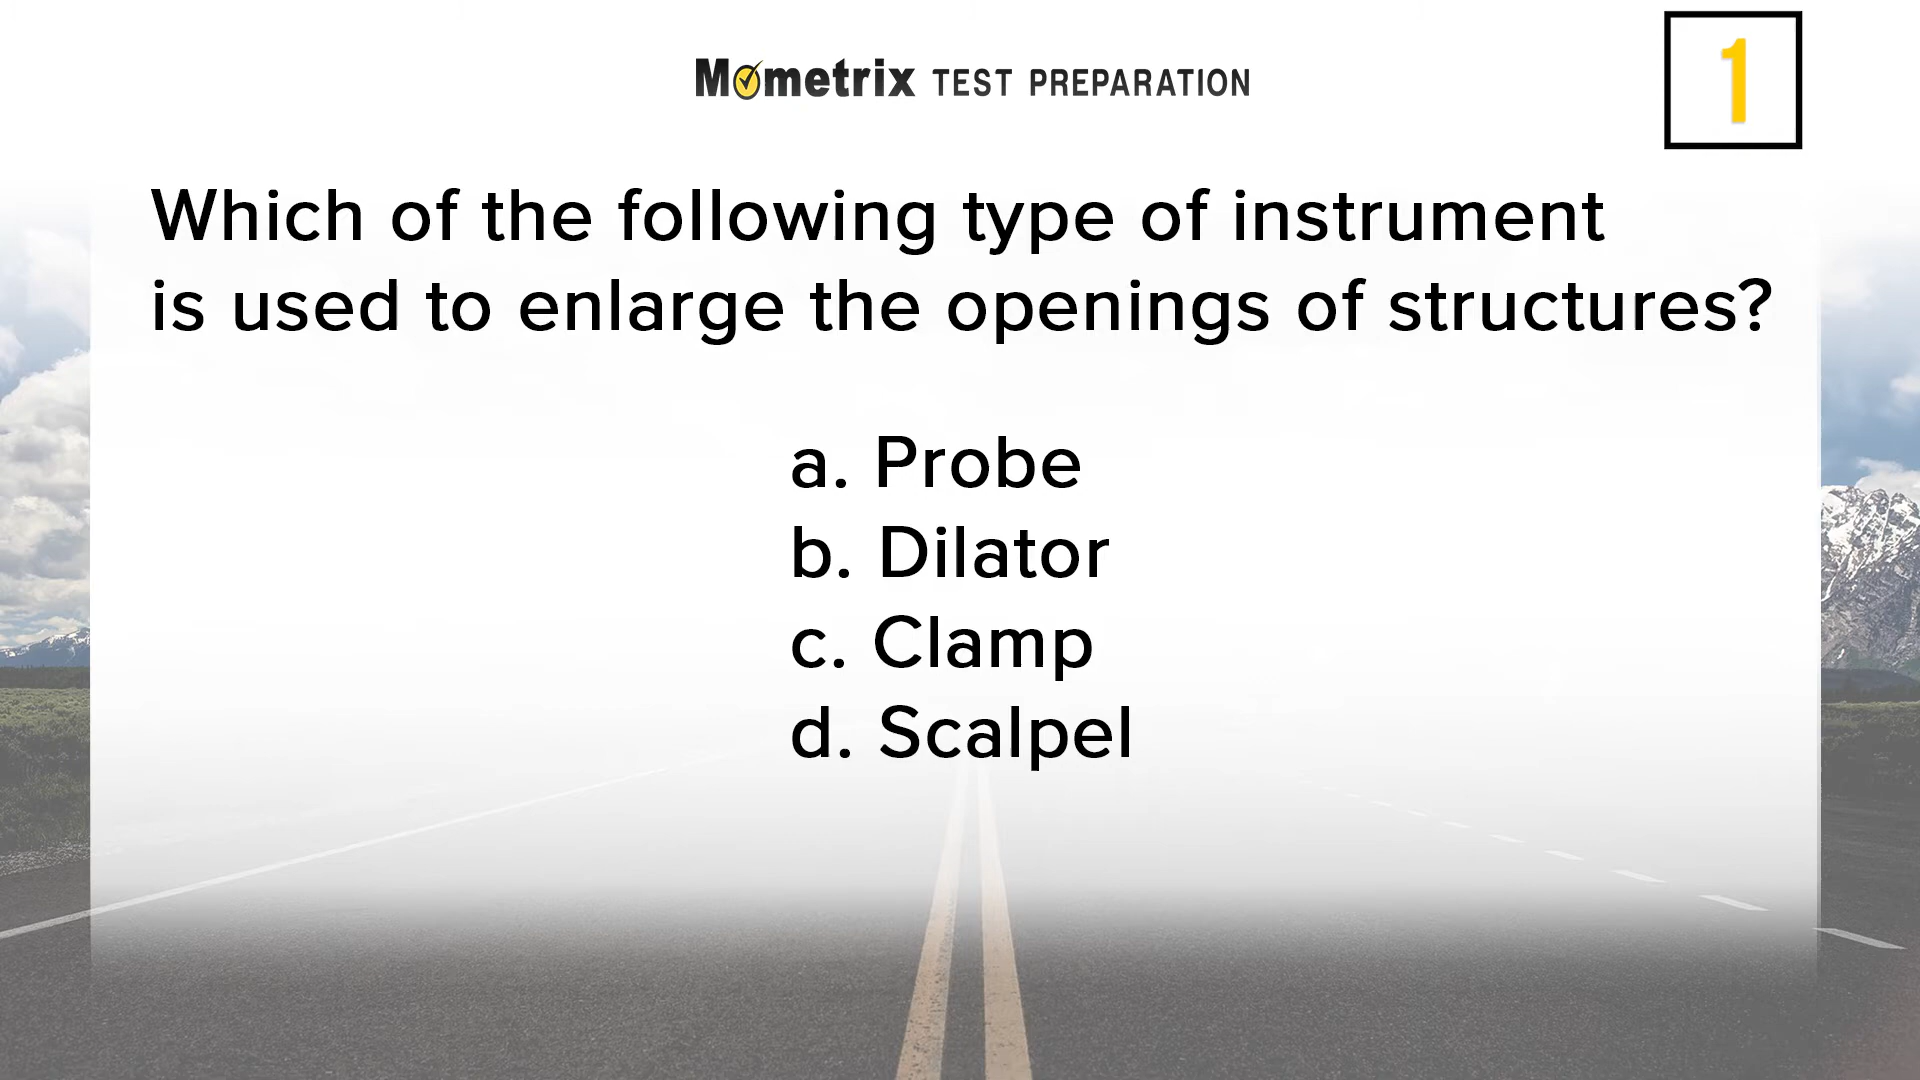 Mometrix TEST PREPARATION
1
Which of the following type of instrument
is used to enlarge the openings of structures?
a. Probe
b. Dilator
c. Clamp
d. Scalpel